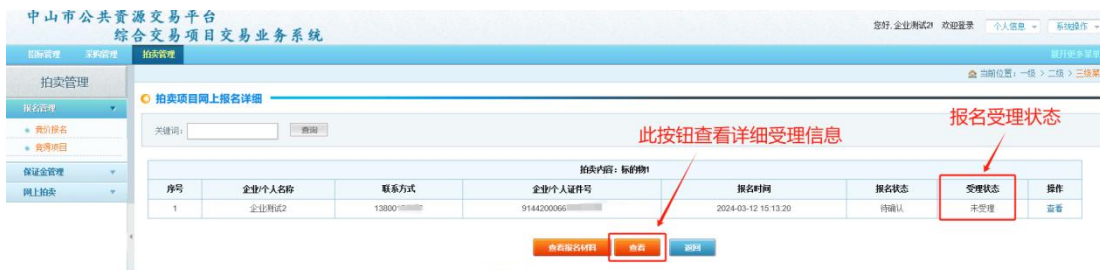 中山市公共资源交易平台
综合交易项目交易业务系统
您好,企业测试2! 欢迎登录 个人信息 系统操作
招标管理 采购管理 拍卖管理 展开更多菜单
当前位置：一级 > 二级 > 三级菜
拍卖管理
拍卖项目网上报名详细
报名管理
关键词： 查询
竞价报名
竞得项目
保证金管理
网上拍卖
此按钮查看详细受理信息
报名受理状态
拍卖内容：标的物1
序号 企业/个人名称 联系方式 企业/个人证件号 报名时间 报名状态 受理状态 操作
1 企业测试2 13800 9144200066 2024-03-12 15:13:20 待确认 未受理 查看
查看报名材料 查看 返回